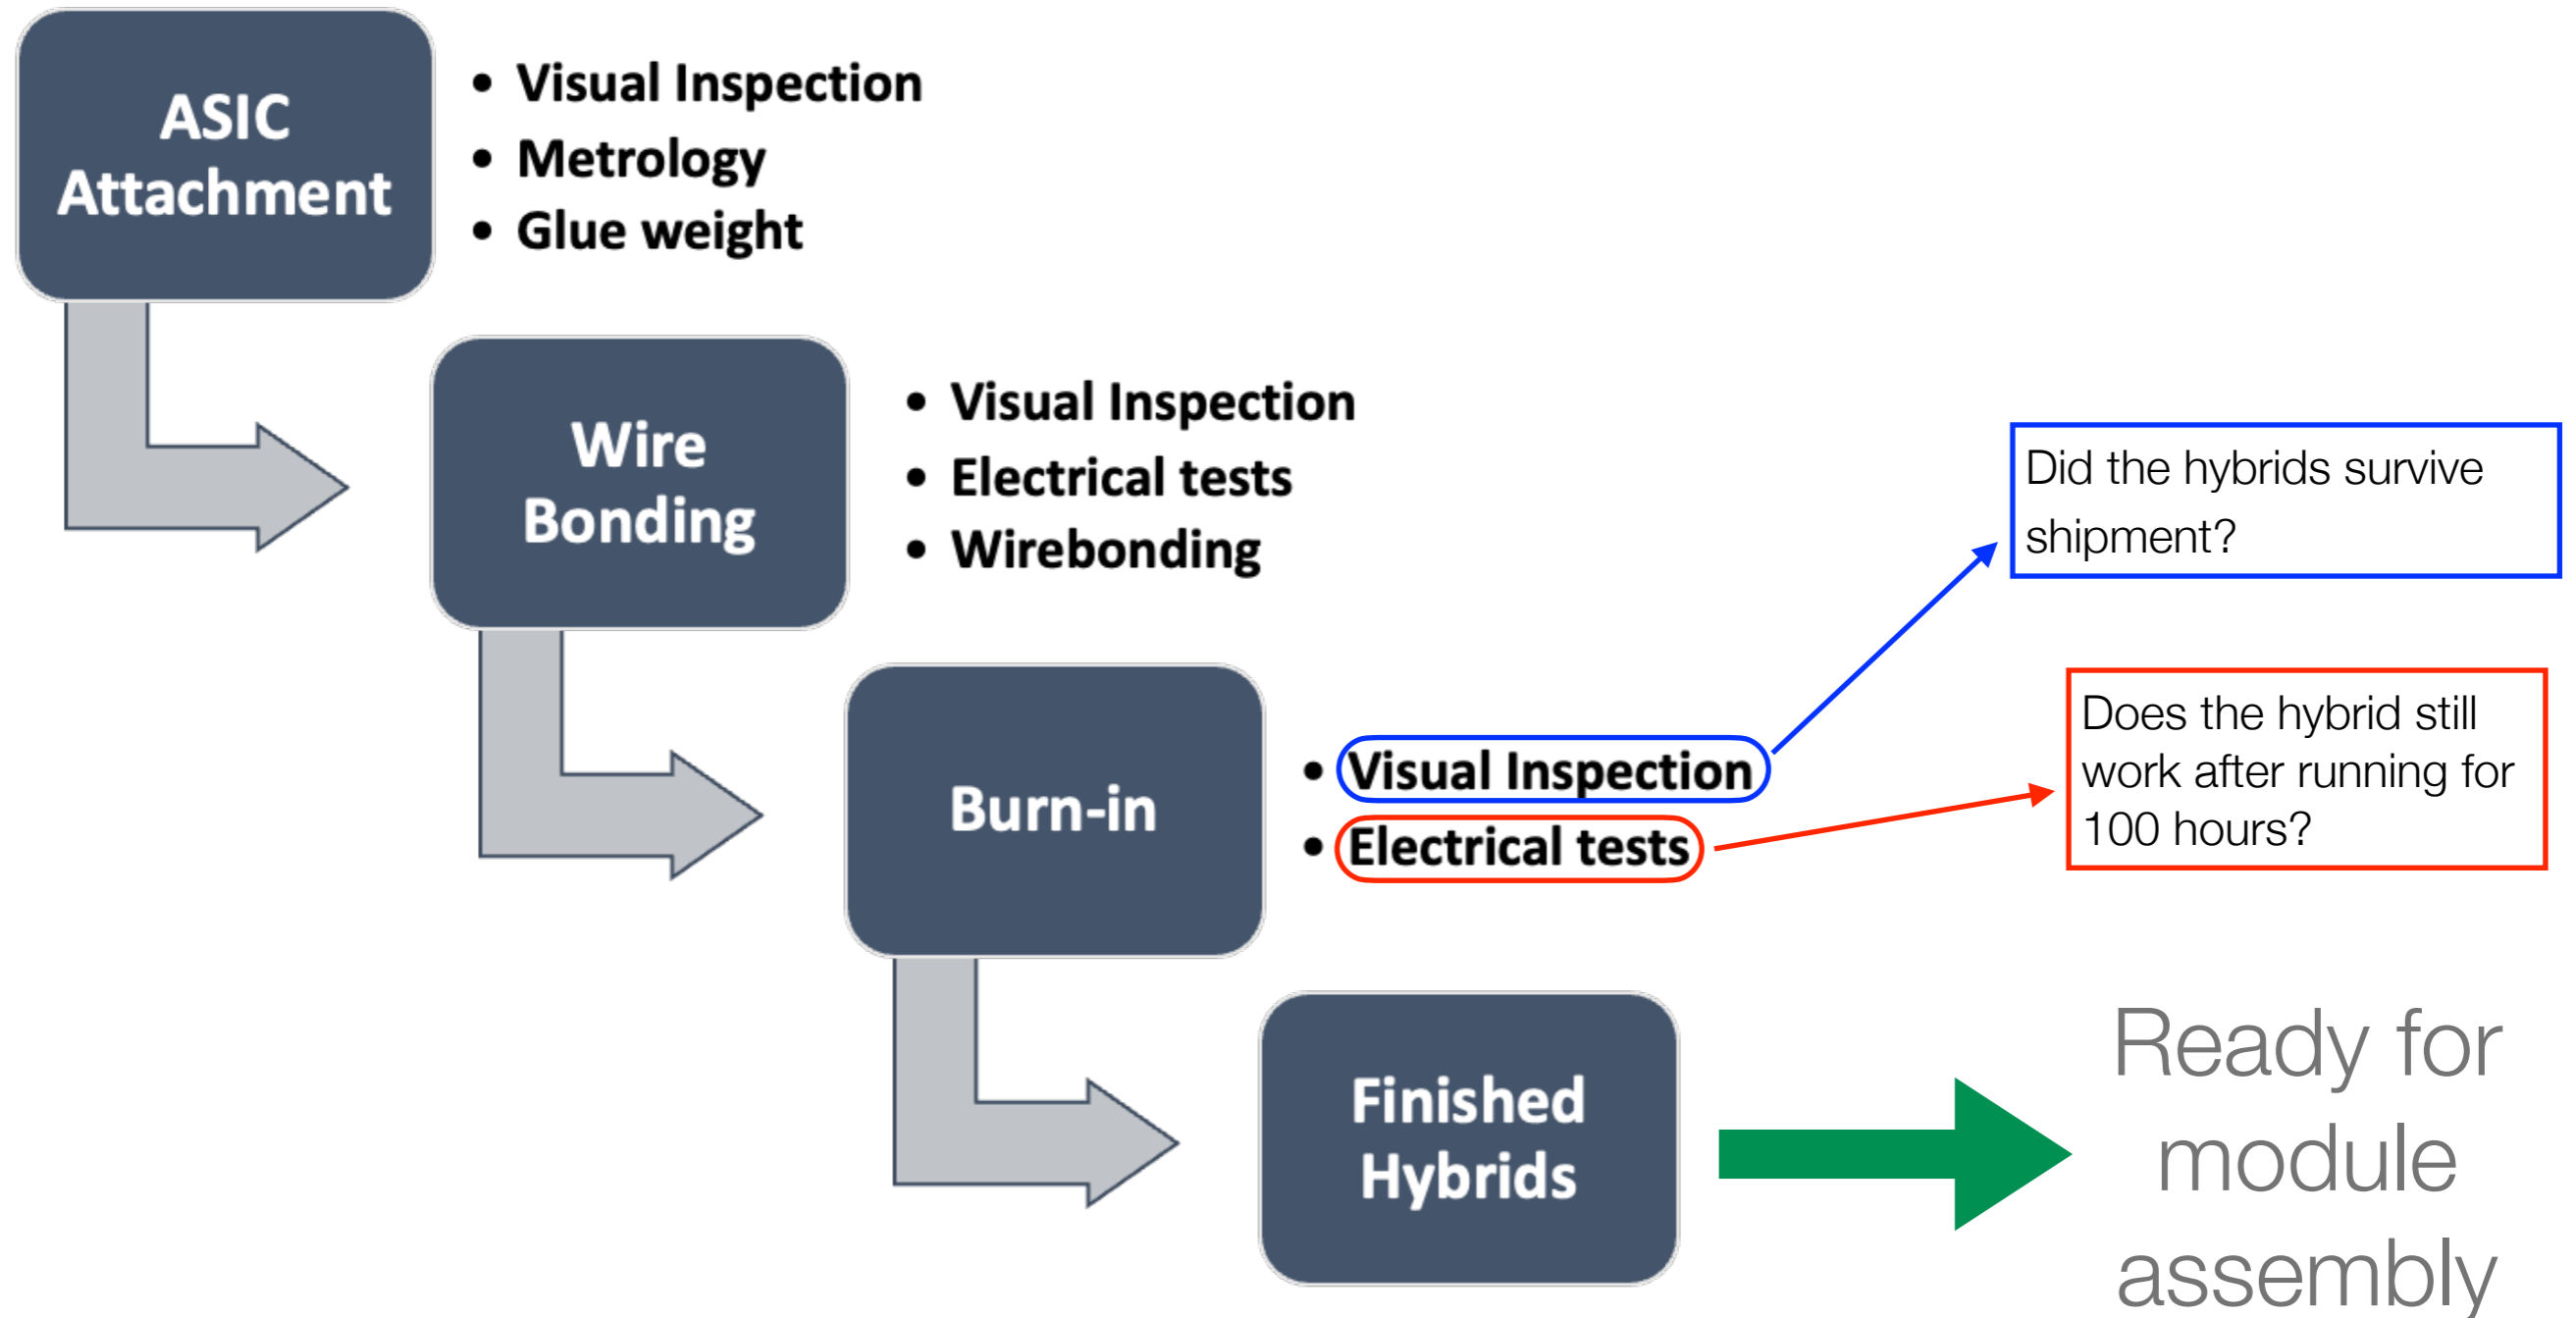 ASIC
Attachment
• Visual Inspection
• Metrology
• Glue weight
Wire
Bonding
• Visual Inspection
• Electrical tests
• Wirebonding
Did the hybrids survive
shipment?
Burn-in
• Visual Inspection
• Electrical tests
Does the hybrid still
work after running for
100 hours?
Finished
Hybrids
Ready for
module
assembly